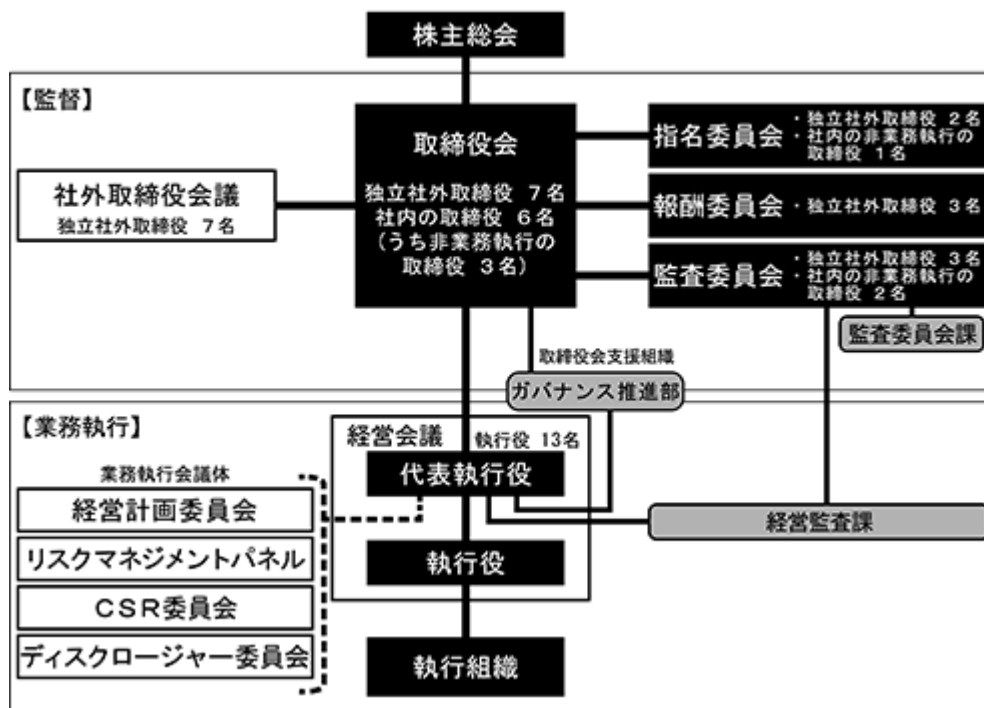 株主総会
【監督】
取締役会
独立社外取締役 7名
社内の取締役 6名
(うち非業務執行の
取締役 3名)
社外取締役会議
独立社外取締役 7名
指名委員会
・独立社外取締役 2名
・社内の非業務執行の
取締役 1名
報酬委員会
・独立社外取締役 3名
監査委員会
・独立社外取締役 3名
・社内の非業務執行の
取締役 2名
監査委員会課
取締役会支援組織
ガバナンス推進部
【業務執行】
経営会議
執行役 13名
代表執行役
執行役
執行組織
業務執行会議体
経営計画委員会
リスクマネジメントパネル
CSR委員会
ディスクロージャー委員会
経営監査課